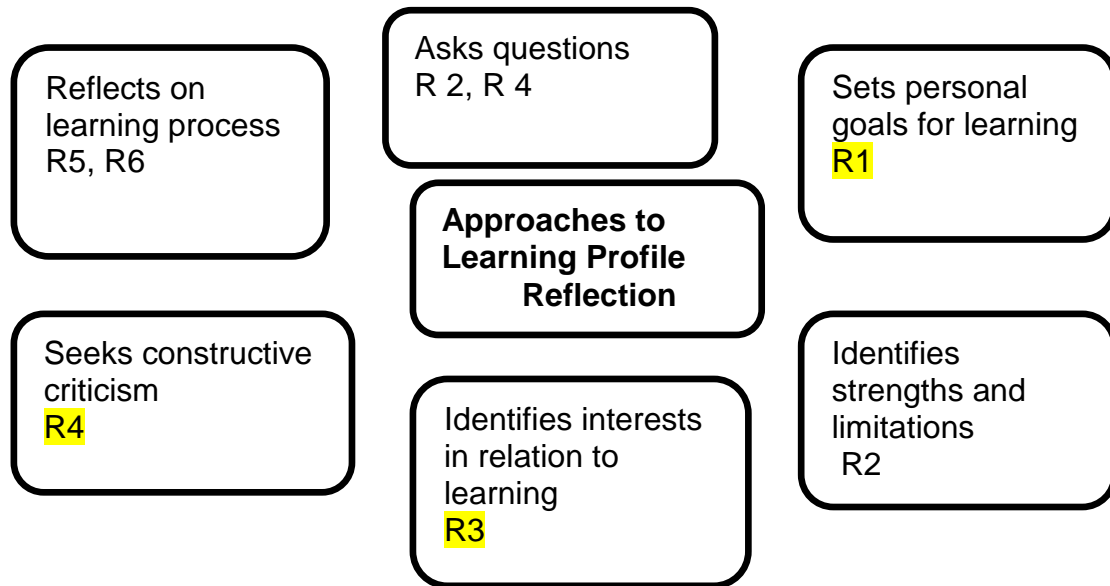 Asks questions
R 2, R 4
Reflects on
learning process
R5, R6
Sets personal
goals for learning
R1
Approaches to
Learning Profile
Reflection
Seeks constructive
criticism
R4
Identifies interests
in relation to
learning
R3
Identifies
strengths and
limitations
R2